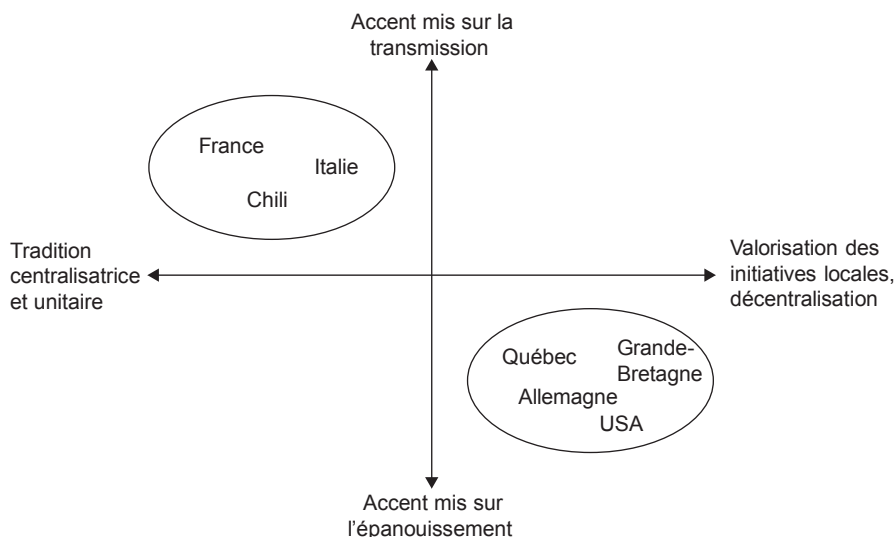 Accent mis sur la
transmission
France
Italie
Chili
Tradition
centralisatrice
et unitaire
Valorisation des
initiatives locales,
décentralisation
Québec
Grande-
Bretagne
Allemagne
USA
Accent mis sur
l'épanouissement